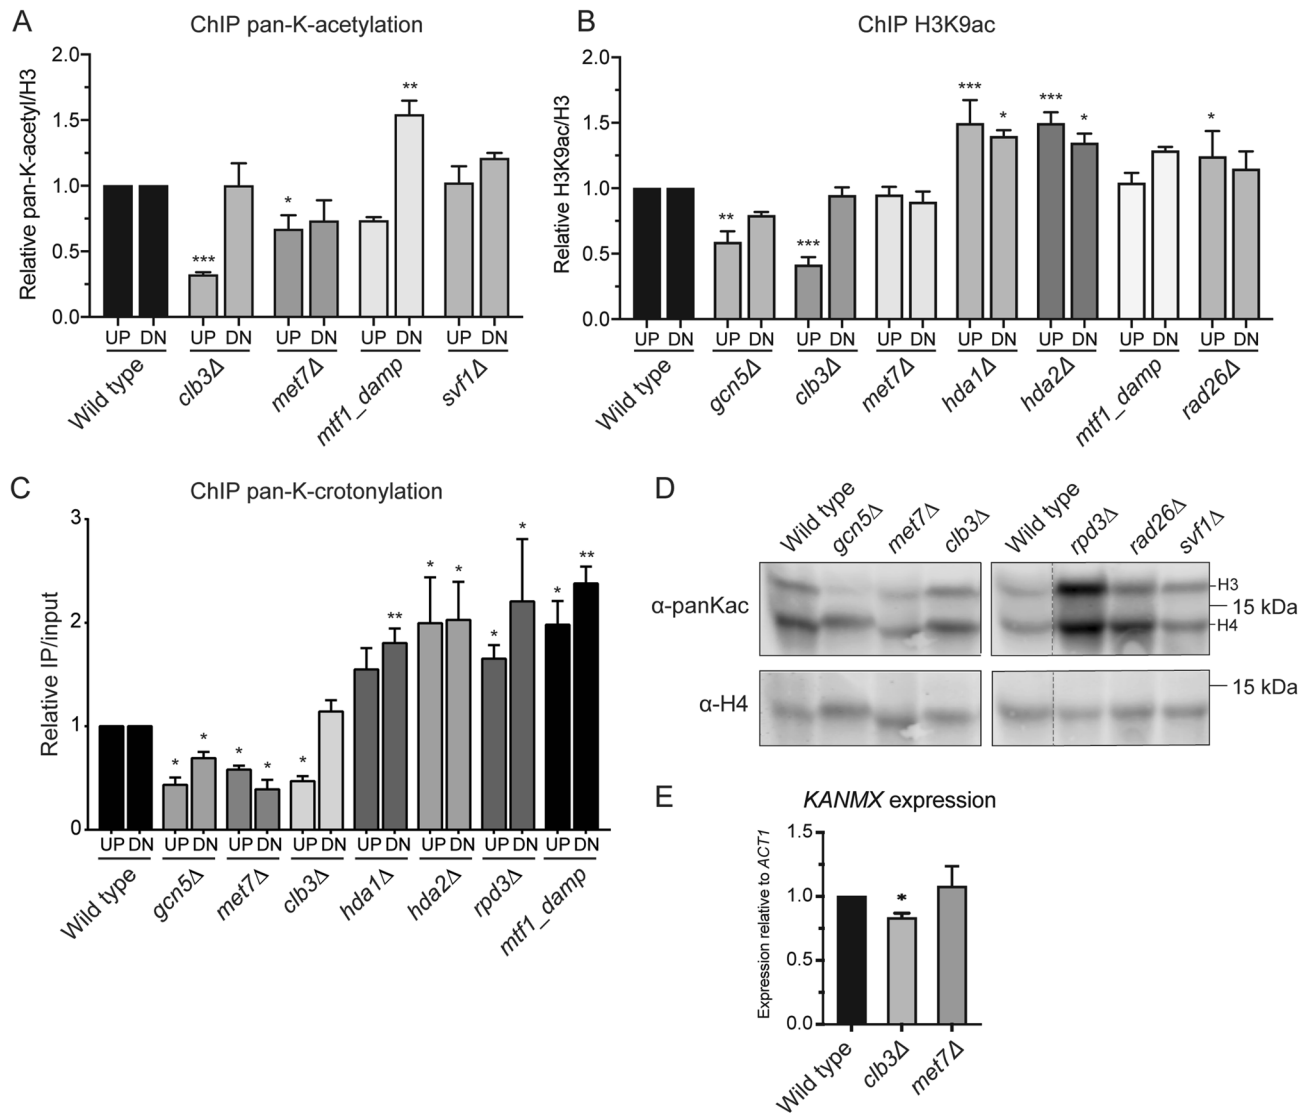 A
ChIP pan-K-acetylation
Relative pan-K-acetyl/H3
2.0
1.5
1.0
0.5
0.0
***
*
**
UP DN UP DN UP DN UP DN UP DN
Wild type
clb3Δ
met7Δ
mtf1_damp
svf1Δ
B
ChIP H3K9ac
Relative H3K9ac/H3
2.0
1.5
1.0
0.5
0.0
**
***
***
*
***
*
*
UP DN UP DN UP DN UP DN UP DN UP DN UP DN UP DN
Wild type
gcn5Δ
clb3Δ
met7Δ
hda1Δ
hda2Δ
mtf1_damp
rad26Δ
C
ChIP pan-K-crotonylation
Relative IP/input
3
2
1
0
*
*
*
*
*
**
*
*
*
*
*
**
UP DN UP DN UP DN UP DN UP DN UP DN UP DN UP DN
Wild type
gcn5Δ
met7Δ
clb3Δ
hda1Δ
hda2Δ
rpd3Δ
mtf1_damp
D
Wild type
gcn5Δ
met7Δ
clb3Δ
Wild type
rpd3Δ
rad26Δ
svf1Δ
α-panKac
H3
15 kDa
H4
α-H4
15 kDa
E
KANMX expression
Expression relative to ACT1
1.5
1.0
0.5
0.0
*
Wild type
clb3Δ
met7Δ